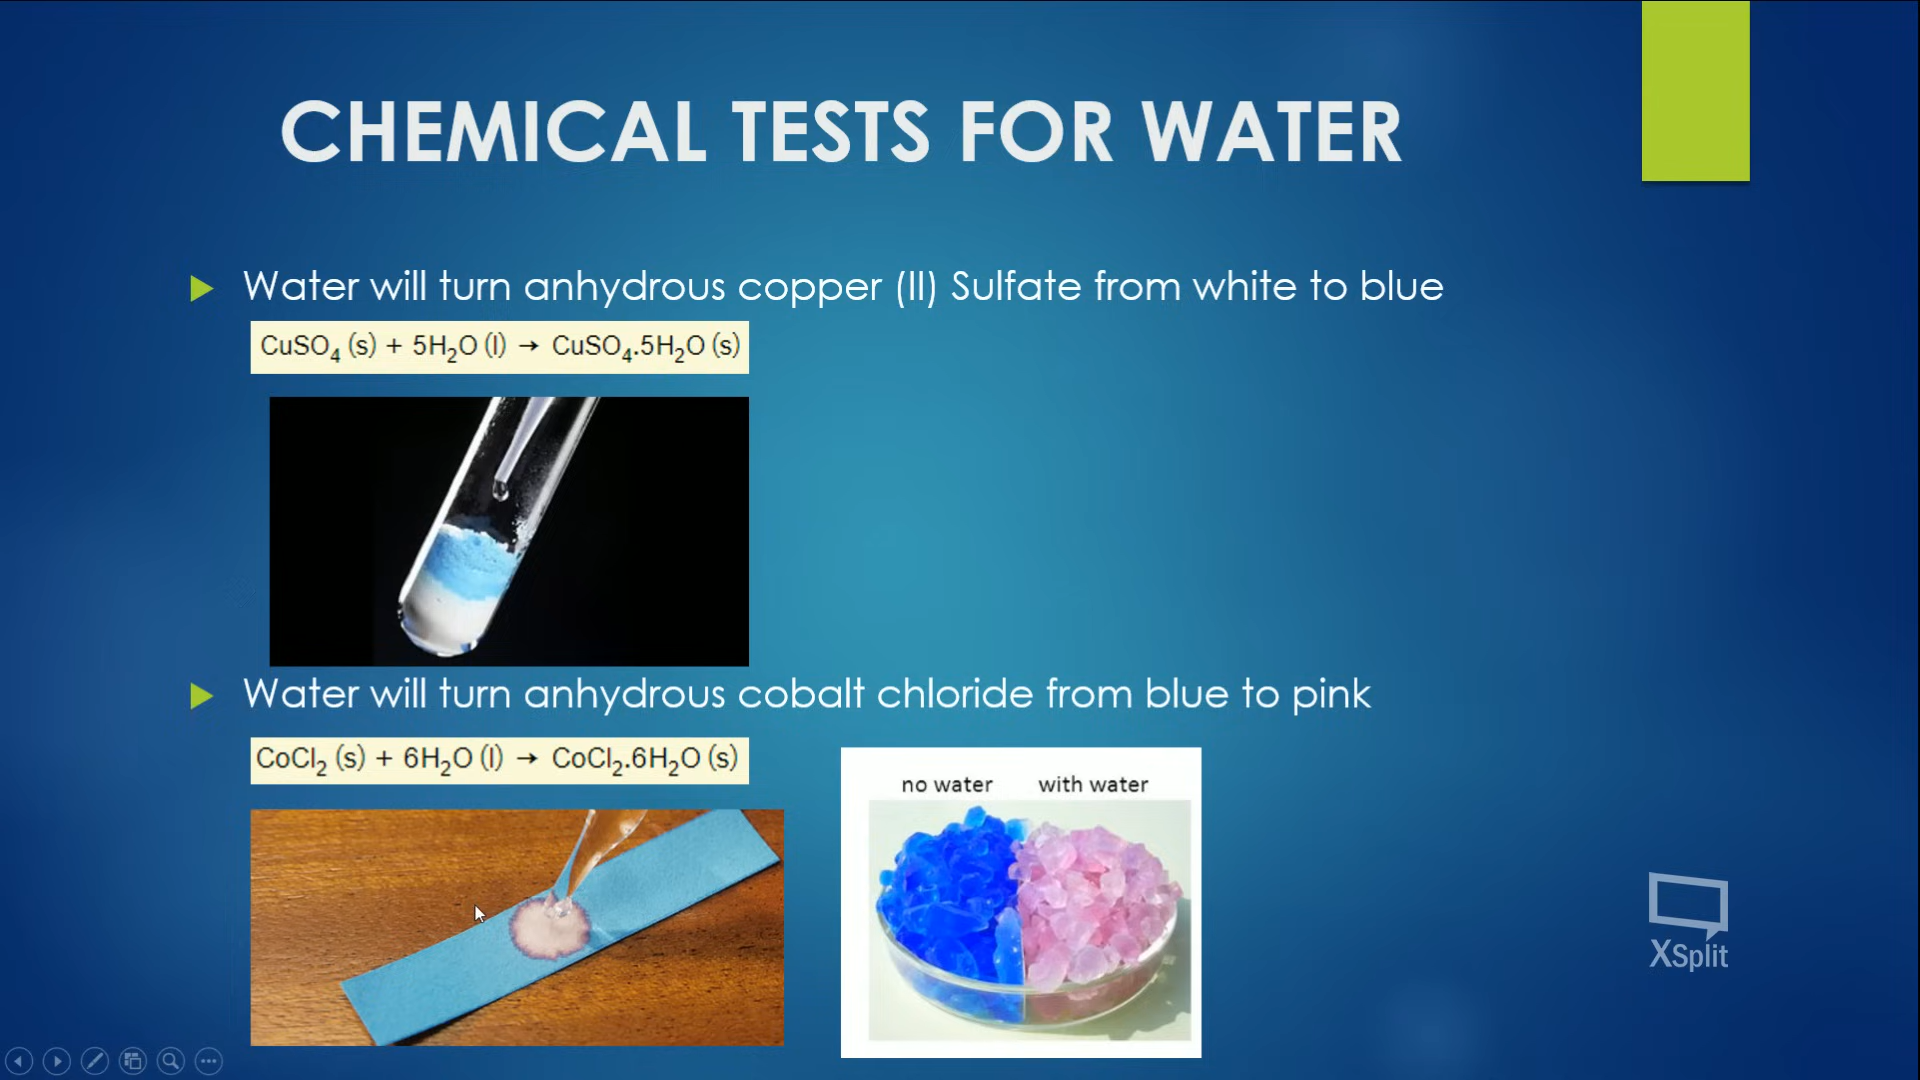 CHEMICAL TESTS FOR WATER
Water will turn anhydrous copper (II) Sulfate from white to blue
CuSO₄ (s) + 5H₂O (l) → CuSO₄.5H₂O (s)
Water will turn anhydrous cobalt chloride from blue to pink
CoCl₂ (s) + 6H₂O (l) → CoCl₂.6H₂O (s)
no water with water
XSplit